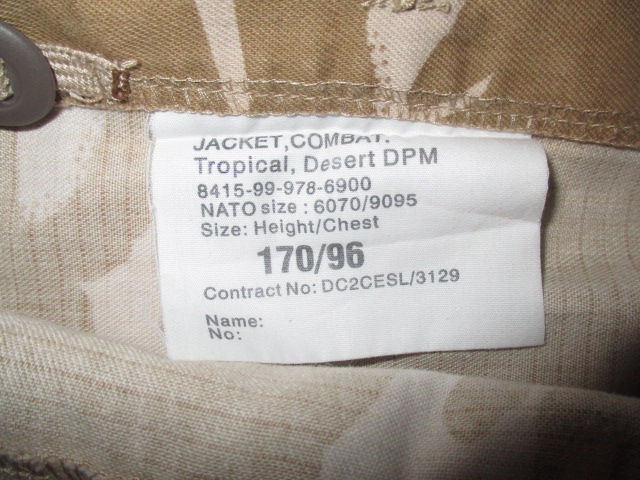 JACKET,COMBAT.
Tropical, Desert DPM
8415-99-978-6900
NATO size : 6070/9095
Size: Height/Chest
170/96
Contract No: DC2CESL/3129
Name:
No: